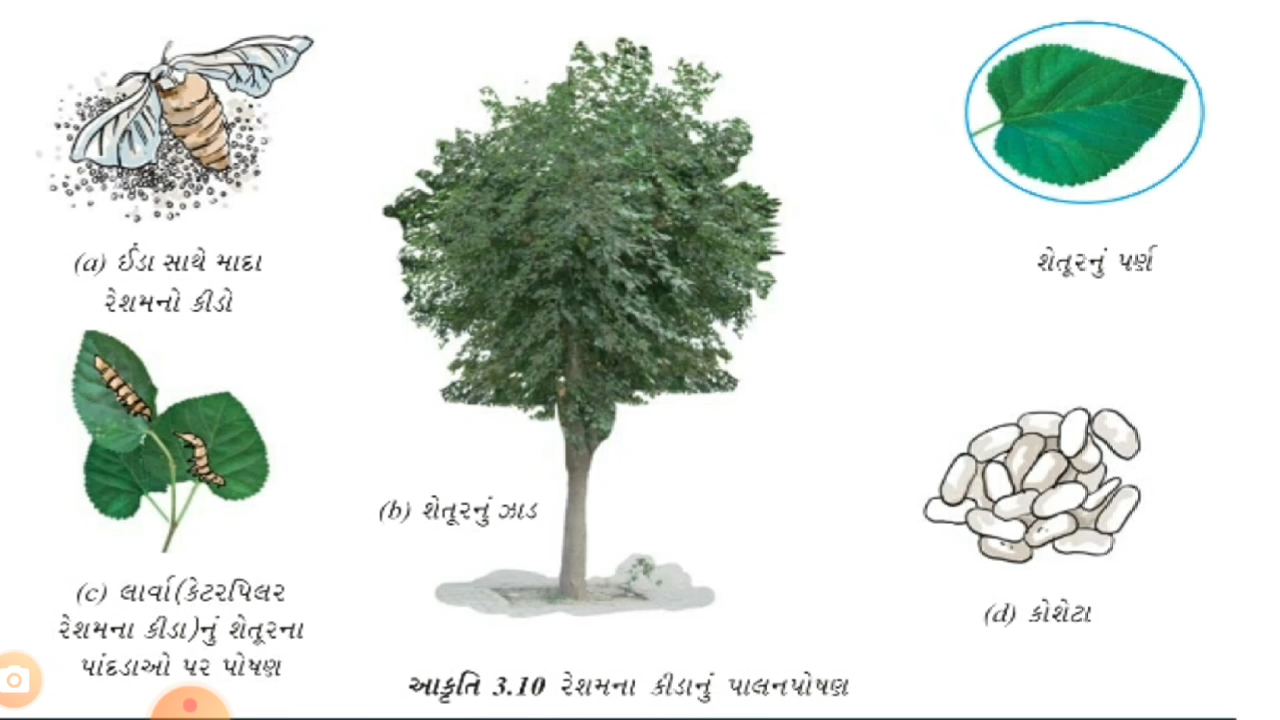 (a) ઈંડા સાથે માદા
રેશમનો કીડો
શેતૂરનું પર્ણ
(b) શેતૂરનું ઝાડ
(c) લાર્વા(કેટરપિલર
રેશમના કીડા)નું શેતૂરના
પાંદડાઓ પર પોષણ
(d) કોશેટા
આકૃતિ 3.10 રેશમના કીડાનું પાલનપોષણ